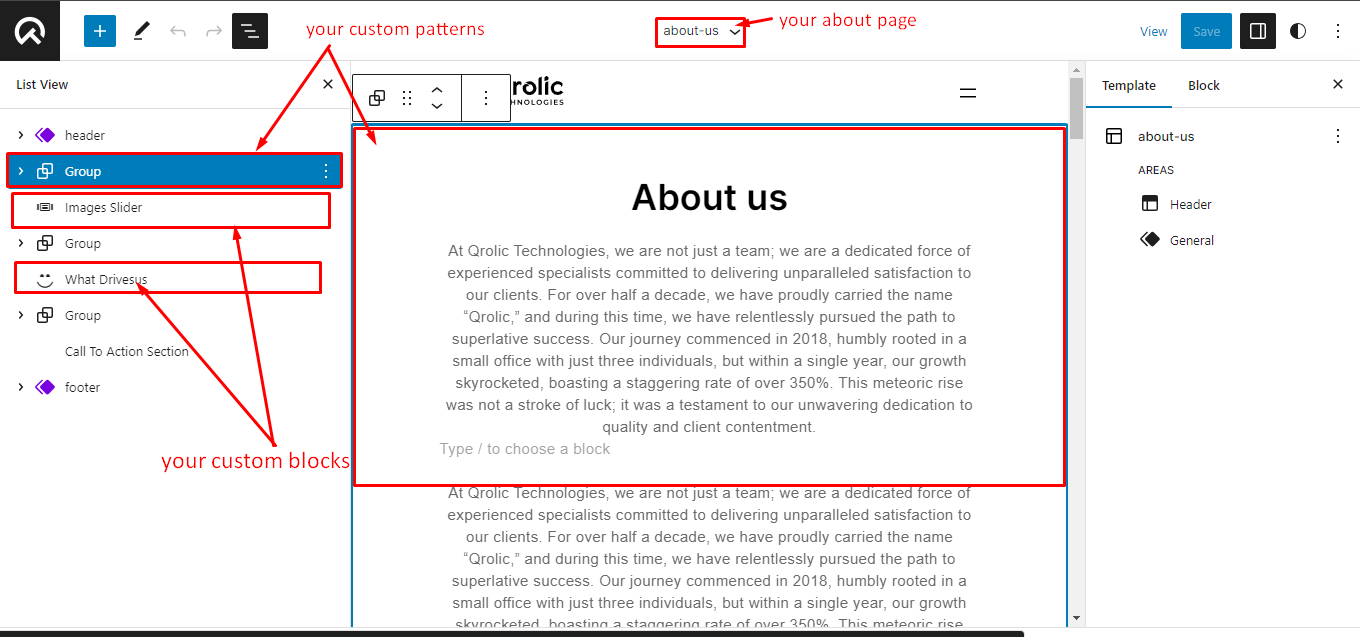 your custom patterns
about-us
your about page
View
Save
List View
rolic
HNOLOGIES
Template
Block
header
Group
Images Slider
Group
What Drivesus
Group
Call To Action Section
footer
your custom blocks
About us
At Qrolic Technologies, we are not just a team; we are a dedicated force of
experienced specialists committed to delivering unparalleled satisfaction to
our clients. For over half a decade, we have proudly carried the name
“Qrolic,” and during this time, we have relentlessly pursued the path to
superlative success. Our journey commenced in 2018, humbly rooted in a
small office with just three individuals, but within a single year, our growth
skyrocketed, boasting a staggering rate of over 350%. This meteoric rise
was not a stroke of luck; it was a testament to our unwavering dedication to
quality and client contentment.
Type / to choose a block
At Qrolic Technologies, we are not just a team; we are a dedicated force of
experienced specialists committed to delivering unparalleled satisfaction to
our clients. For over half a decade, we have proudly carried the name
“Qrolic,” and during this time, we have relentlessly pursued the path to
superlative success. Our journey commenced in 2018, humbly rooted in a
small office with just three individuals, but within a single year, our growth
skyrocketed, boasting a staggering rate of over 350%. This meteoric rise
about-us
AREAS
Header
General